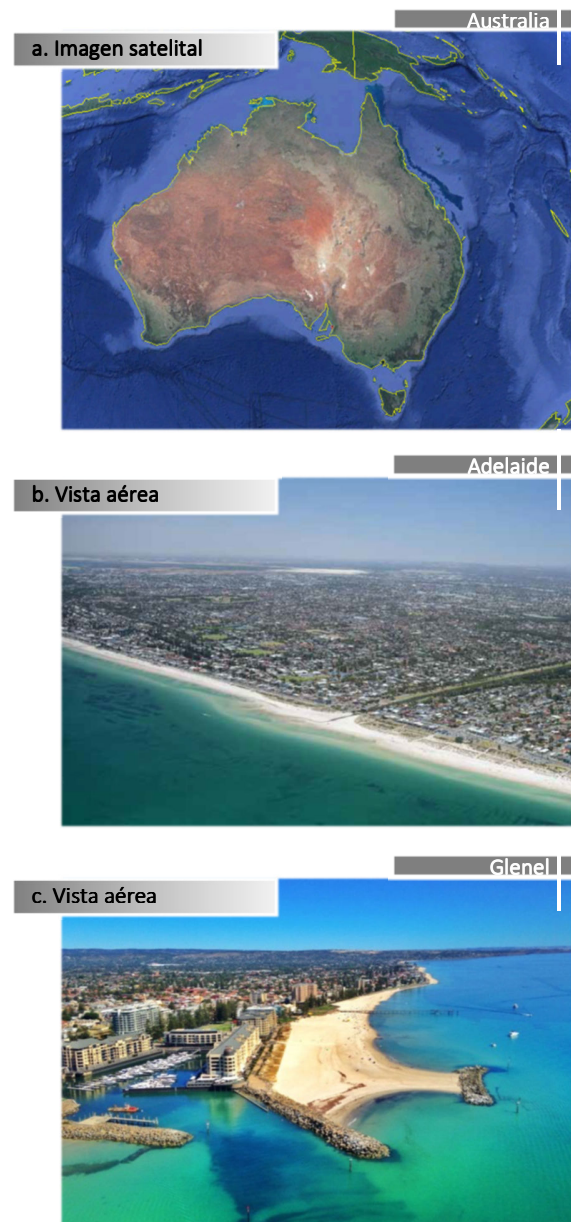 Australia
a. Imagen satelital
Adelaide
b. Vista aérea
Glenel
c. Vista aérea